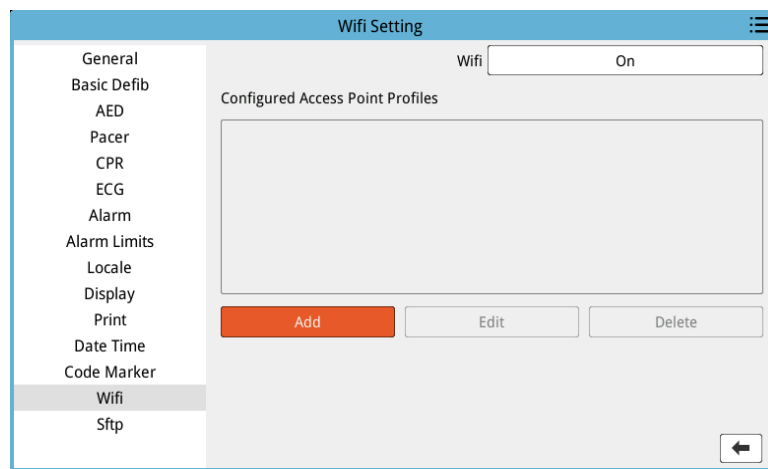 Wifi Setting
General
Basic Defib
AED
Pacer
CPR
ECG
Alarm
Alarm Limits
Locale
Display
Print
Date Time
Code Marker
Wifi
Sftp
Wifi On
Configured Access Point Profiles
Add Edit Delete